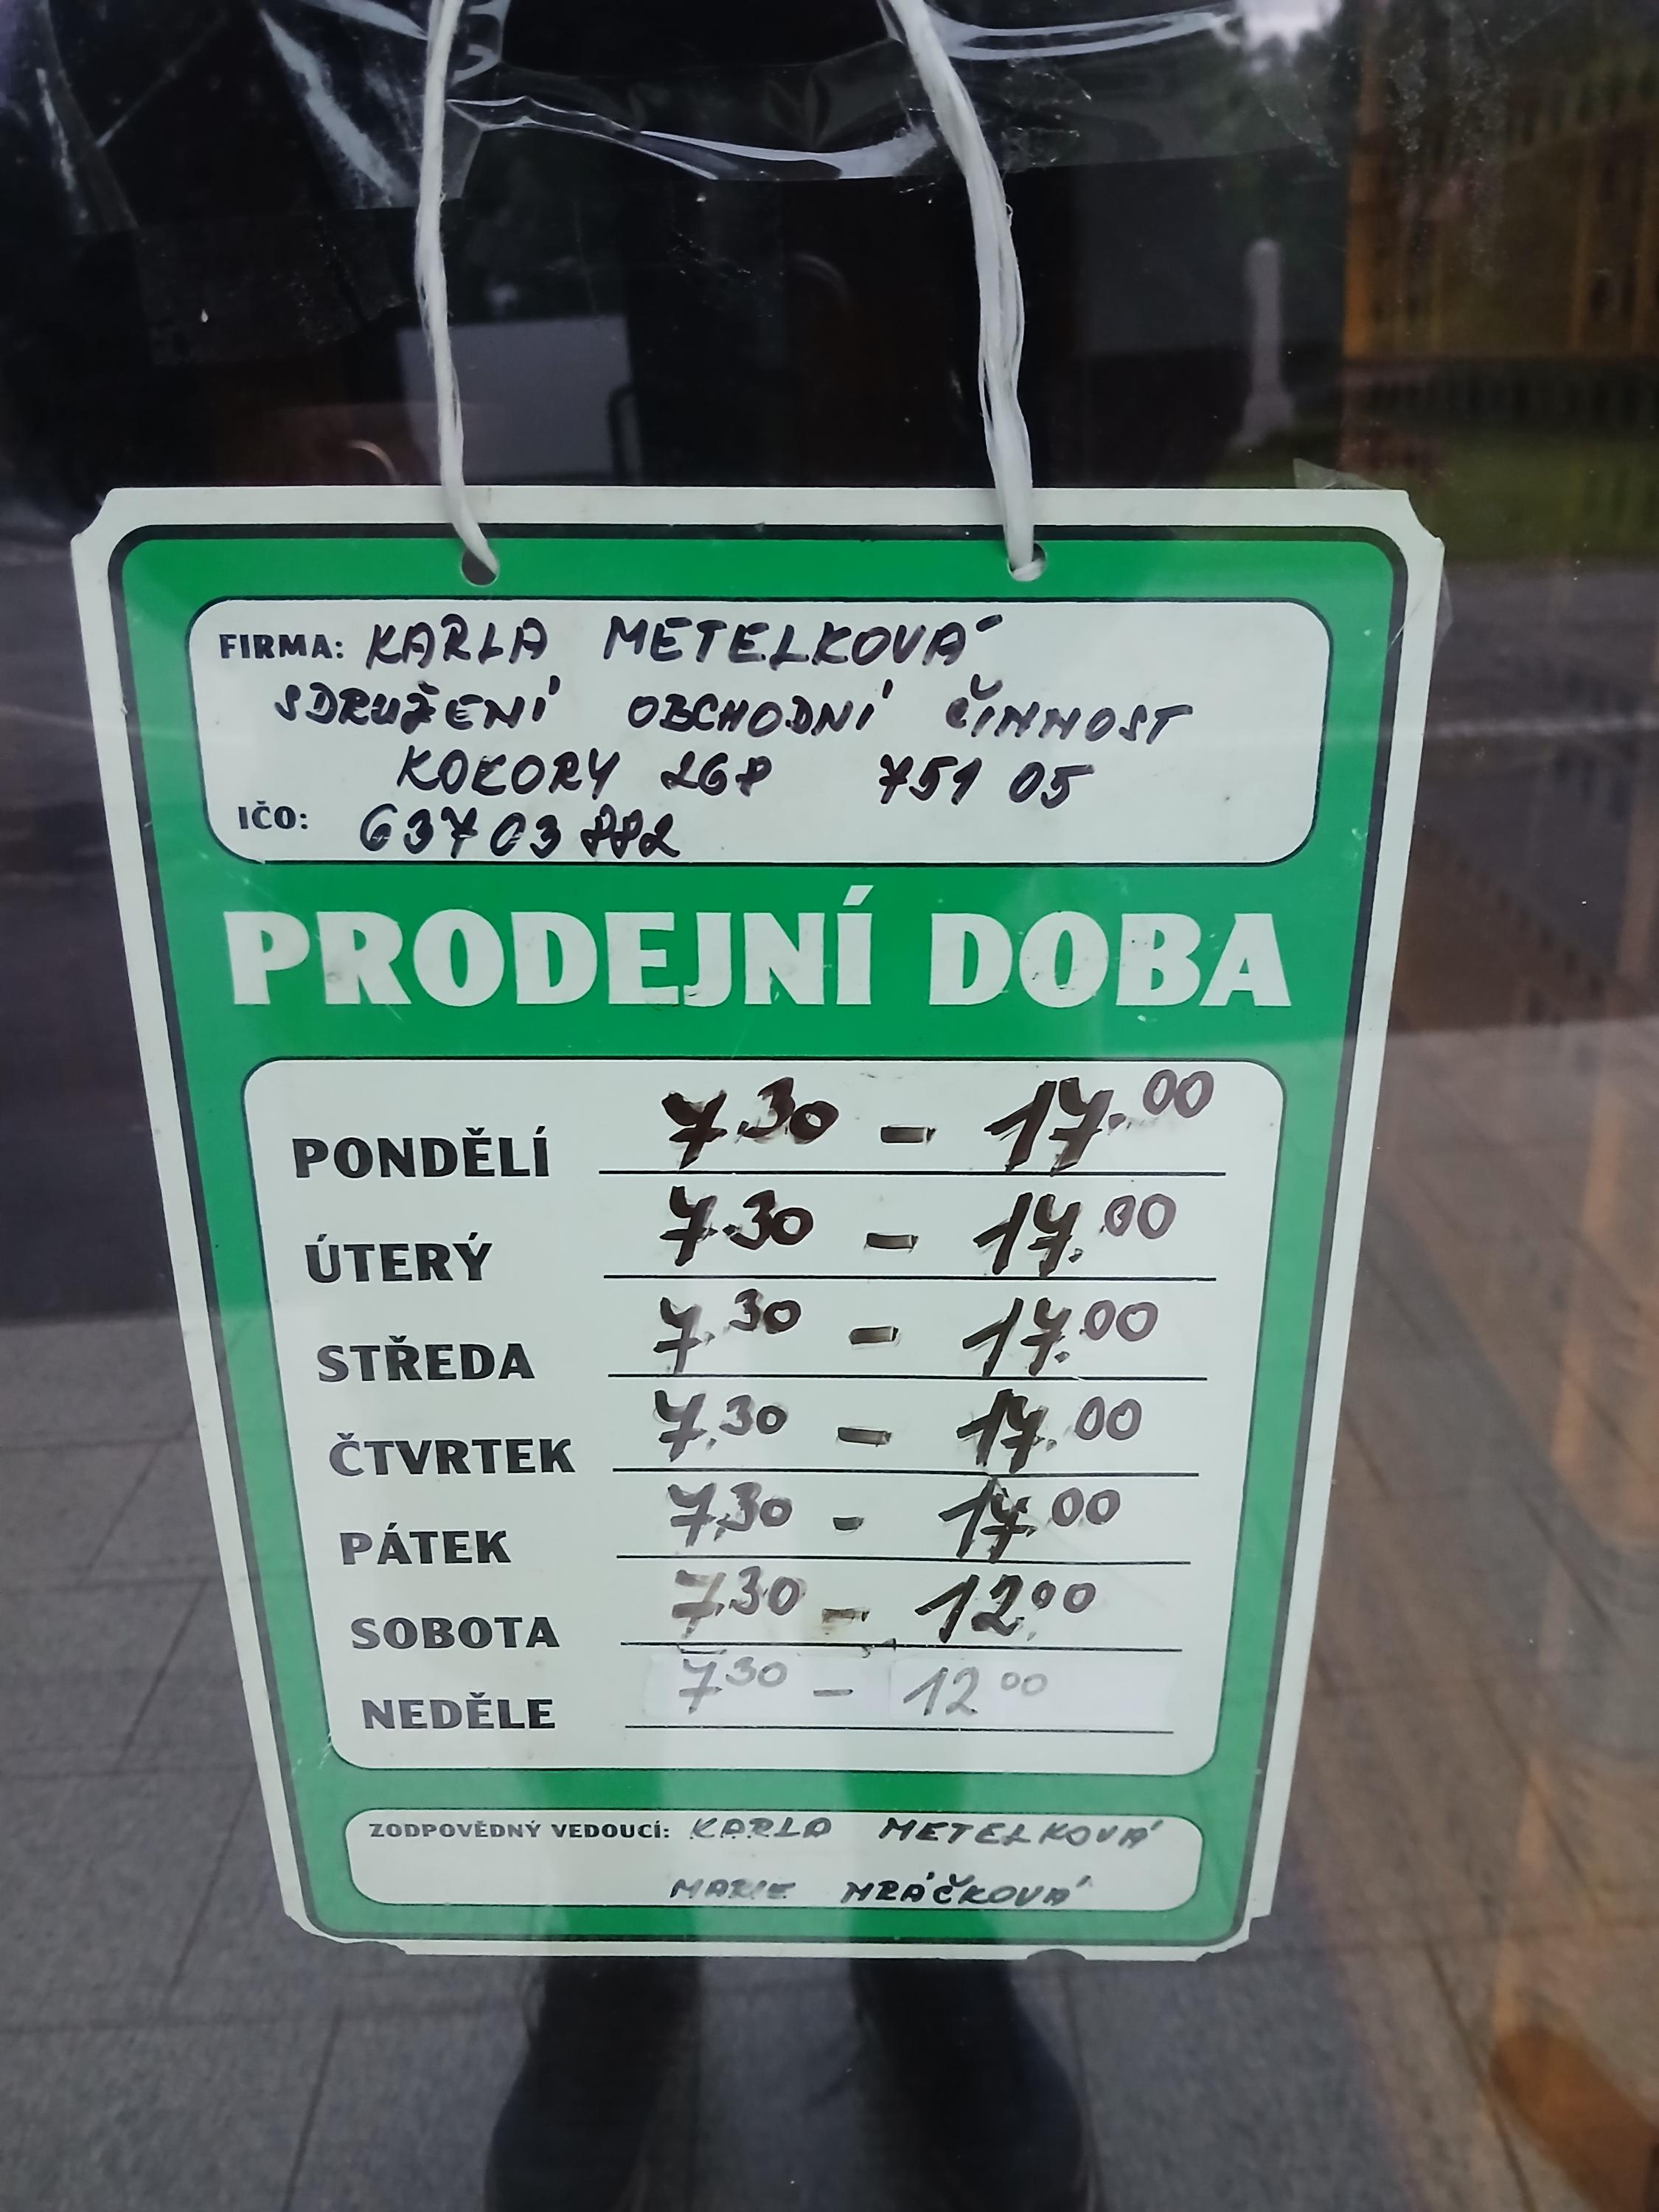 FIRMA: KARLA METELKOVÁ
SDRUŽENÍ OBCHODNÍ ČINNOST
KOKORY 268 751 05
IČO: 63703882
PRODEJNÍ DOBA
PONDĚLÍ 7.30 - 17.00
ÚTERÝ 7.30 - 17.00
STŘEDA 7.30 - 17.00
ČTVRTEK 7.30 - 17.00
PÁTEK 7.30 - 17.00
SOBOTA 7.30 - 12.00
NEDĚLE 7 30 - 12 00
ZODPOVĚDNÝ VEDOUCÍ: KARLA METELKOVÁ
MARIE MRÁČKOVÁ